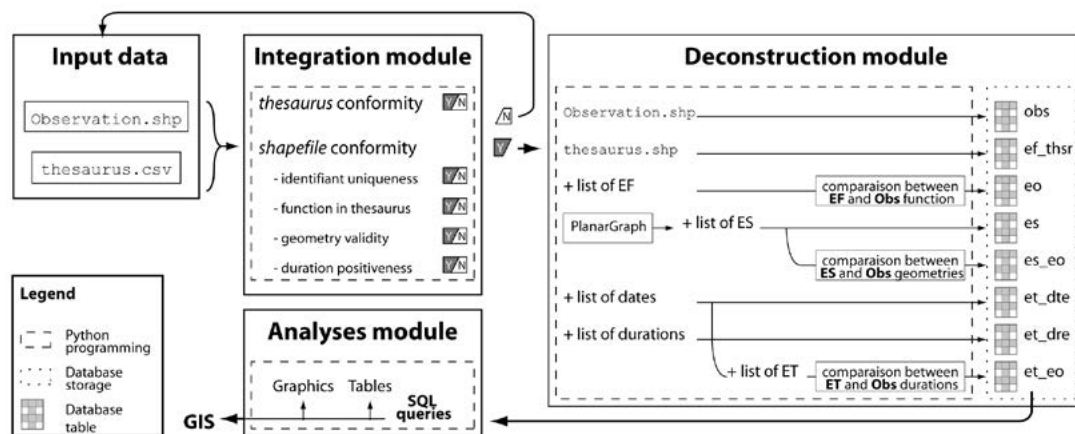 Input data
Observation.shp
thesaurus.csv
Integration module
thesaurus conformity
Y/N
shapefile conformity
- identifiant uniqueness
Y/N
- function in thesaurus
Y/N
- geometry validity
Y/N
- duration positiveness
Y/N
N
Y
Deconstruction module
Observation.shp
obs
thesaurus.shp
ef_thsr
+ list of EF
comparaison between
EF and Obs function
eo
PlanarGraph
+ list of ES
es
comparison between
ES and Obs geometries
es_eo
+ list of dates
et_dte
+ list of durations
et_dre
+ list of ET
comparison between
ET and Obs durations
et_eo
Legend
Python
programming
Database
storage
Database
table
Analyses module
Graphics
Tables
SQL
queries
GIS